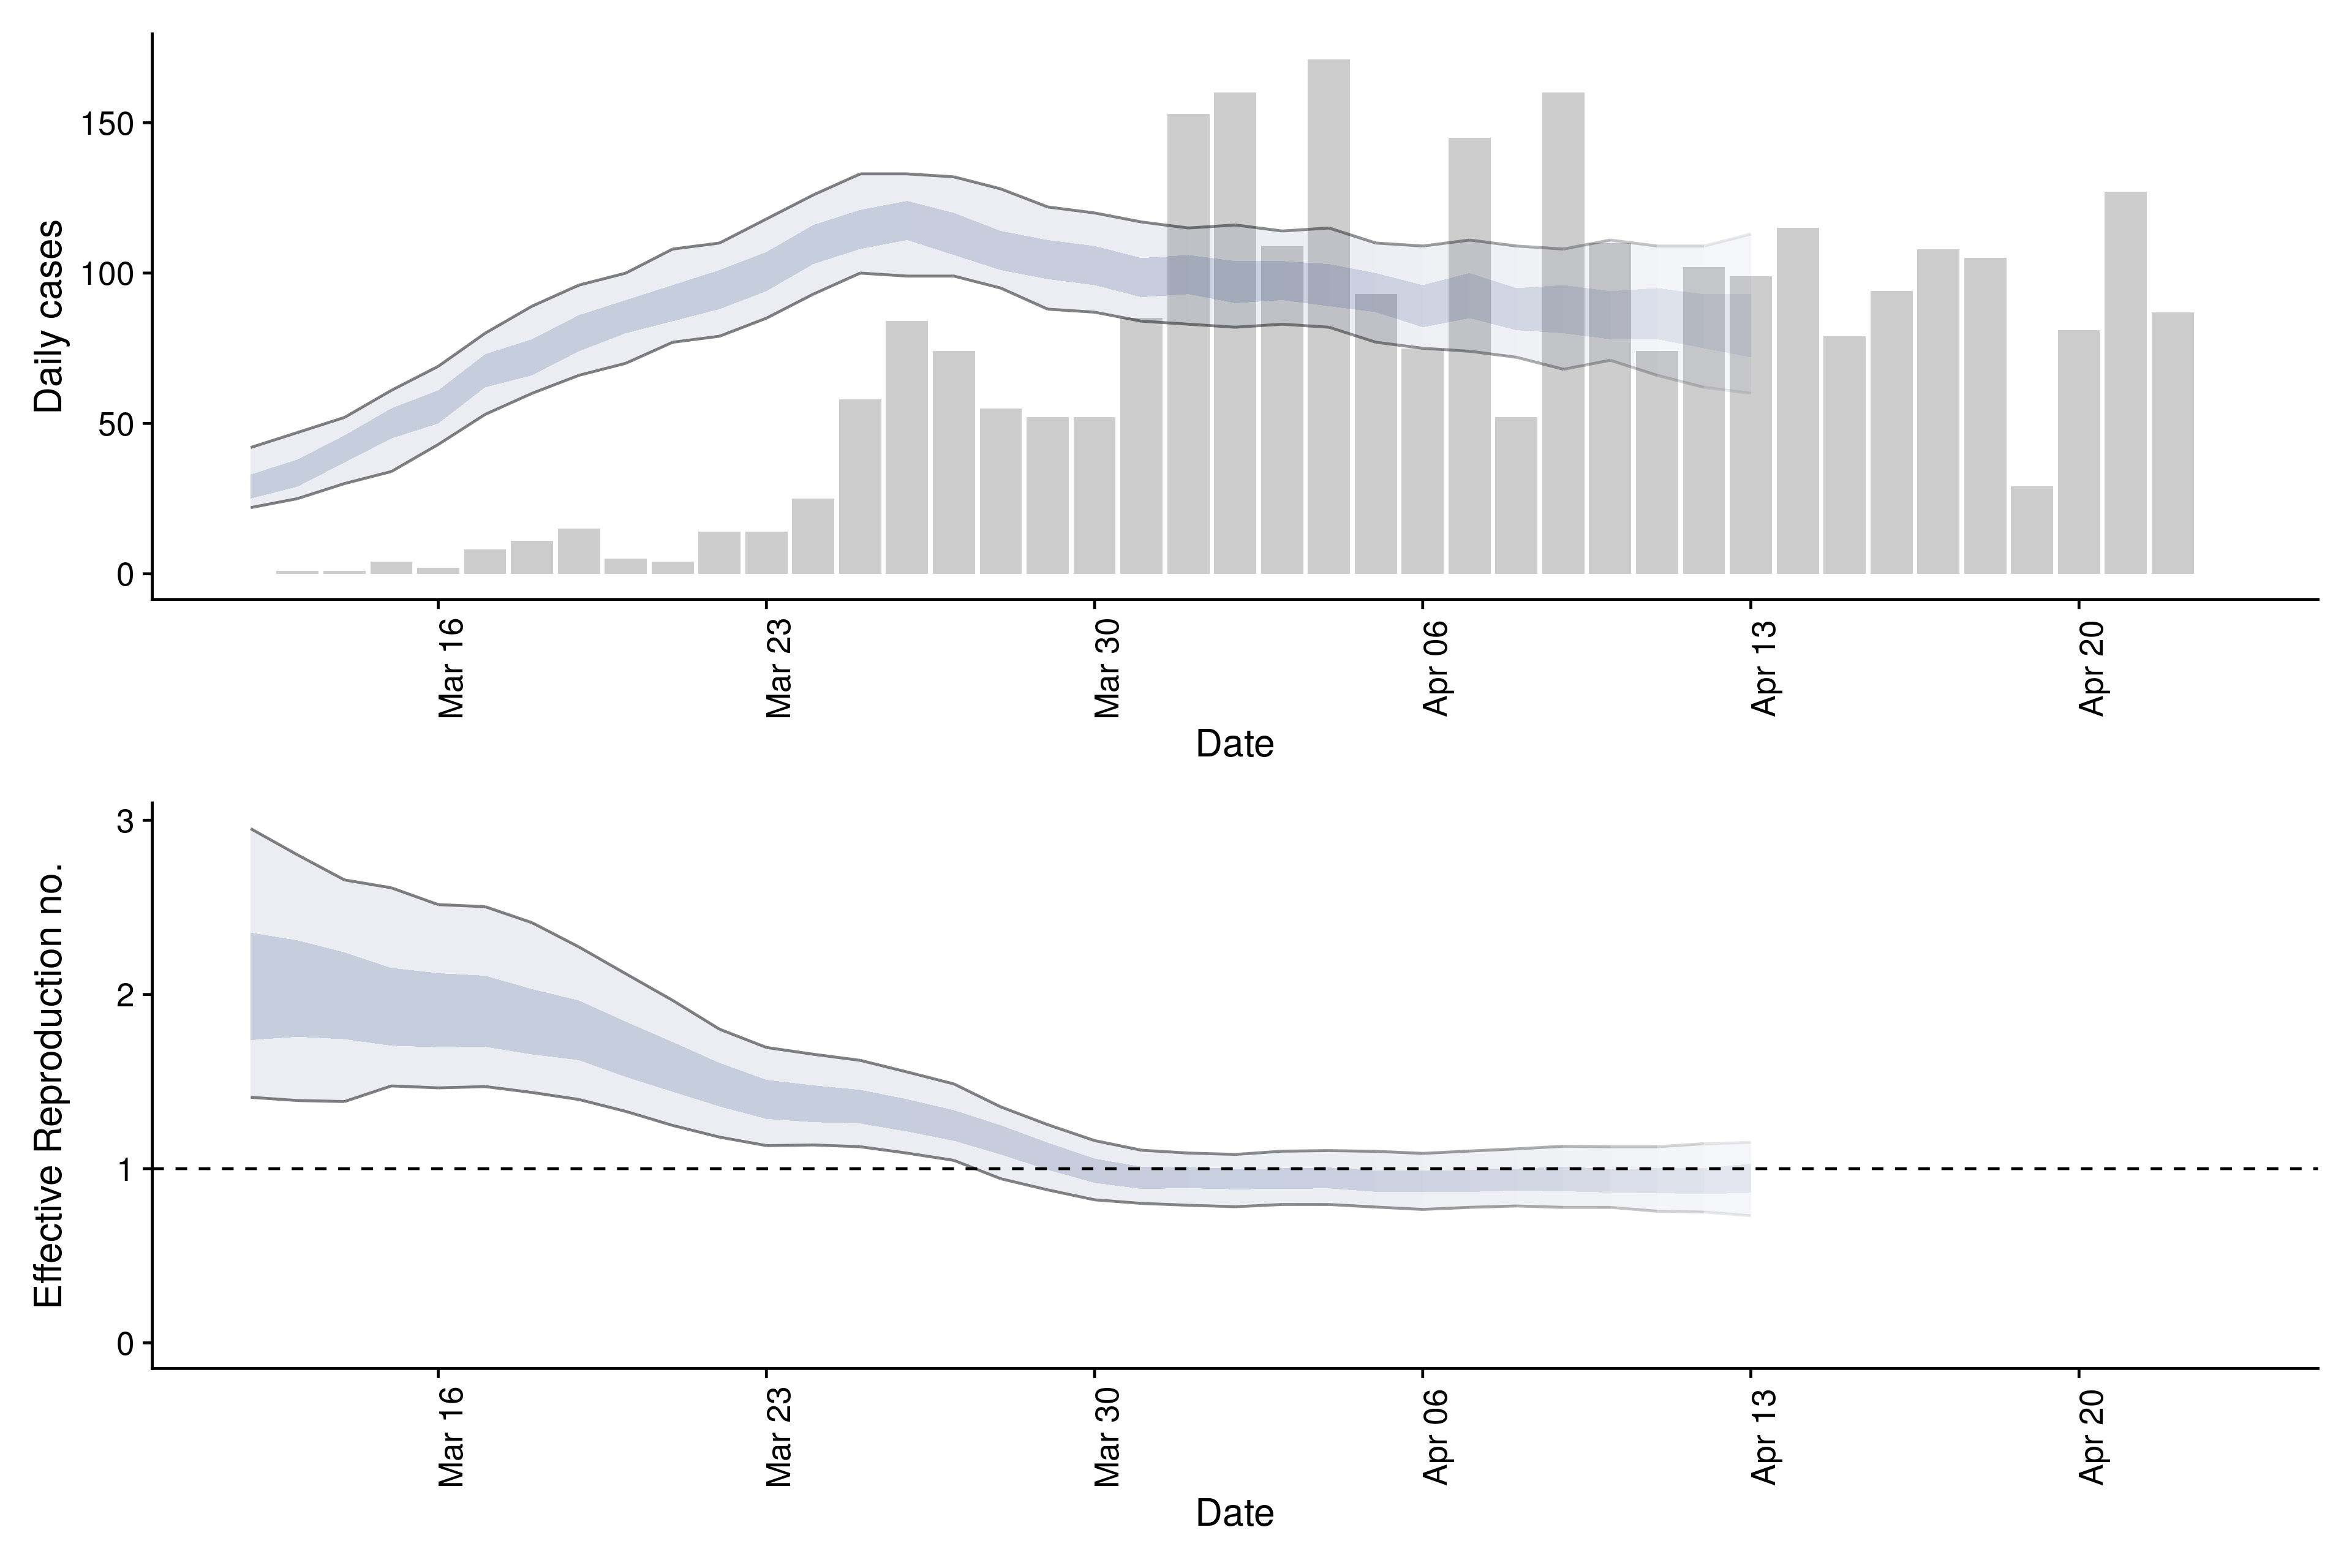 Daily cases
150
100
50
0
Mar 16
Mar 23
Mar 30
Apr 06
Apr 13
Apr 20
Date
Effective Reproduction no.
3
2
1
0
Mar 16
Mar 23
Mar 30
Apr 06
Apr 13
Apr 20
Date